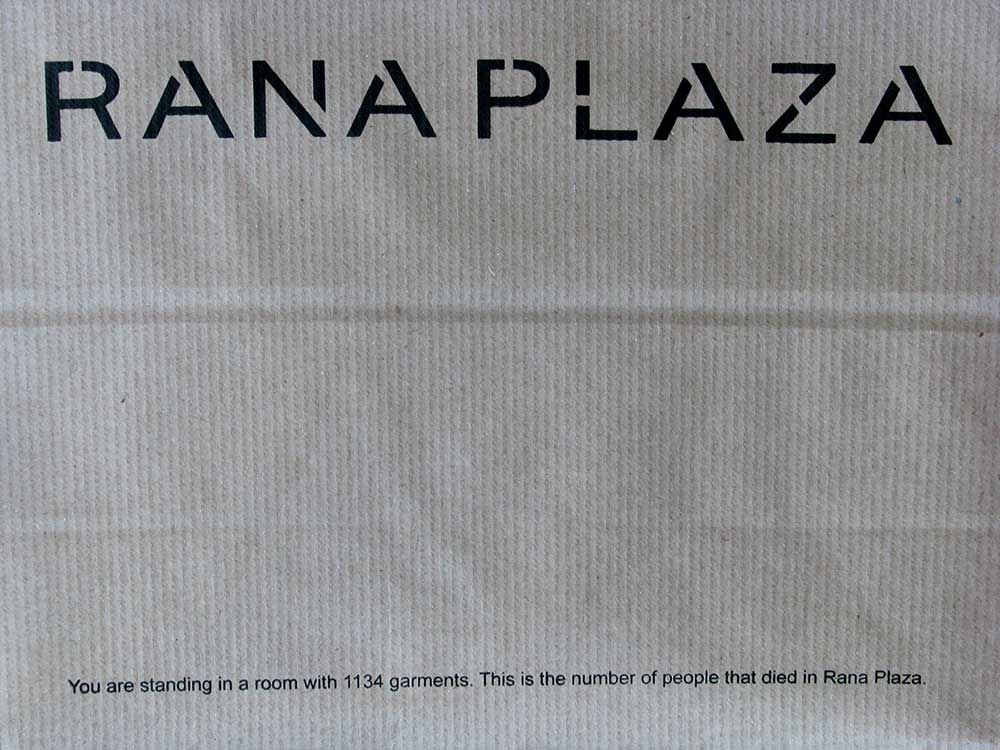 RANA PLAZA
You are standing in a room with 1134 garments. This is the number of people that died in Rana Plaza.